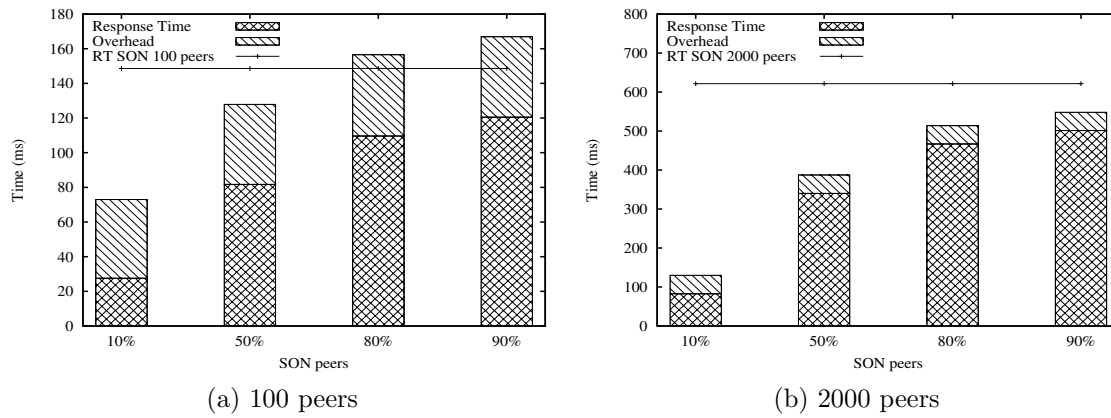 180
160
140
120
100
80
60
40
20
0
Time (ms)
Response Time
Overhead
RT SON 100 peers
10% 50% 80% 90%
SON peers
(a) 100 peers
800
700
600
500
400
300
200
100
0
Time (ms)
Response Time
Overhead
RT SON 2000 peers
10% 50% 80% 90%
SON peers
(b) 2000 peers